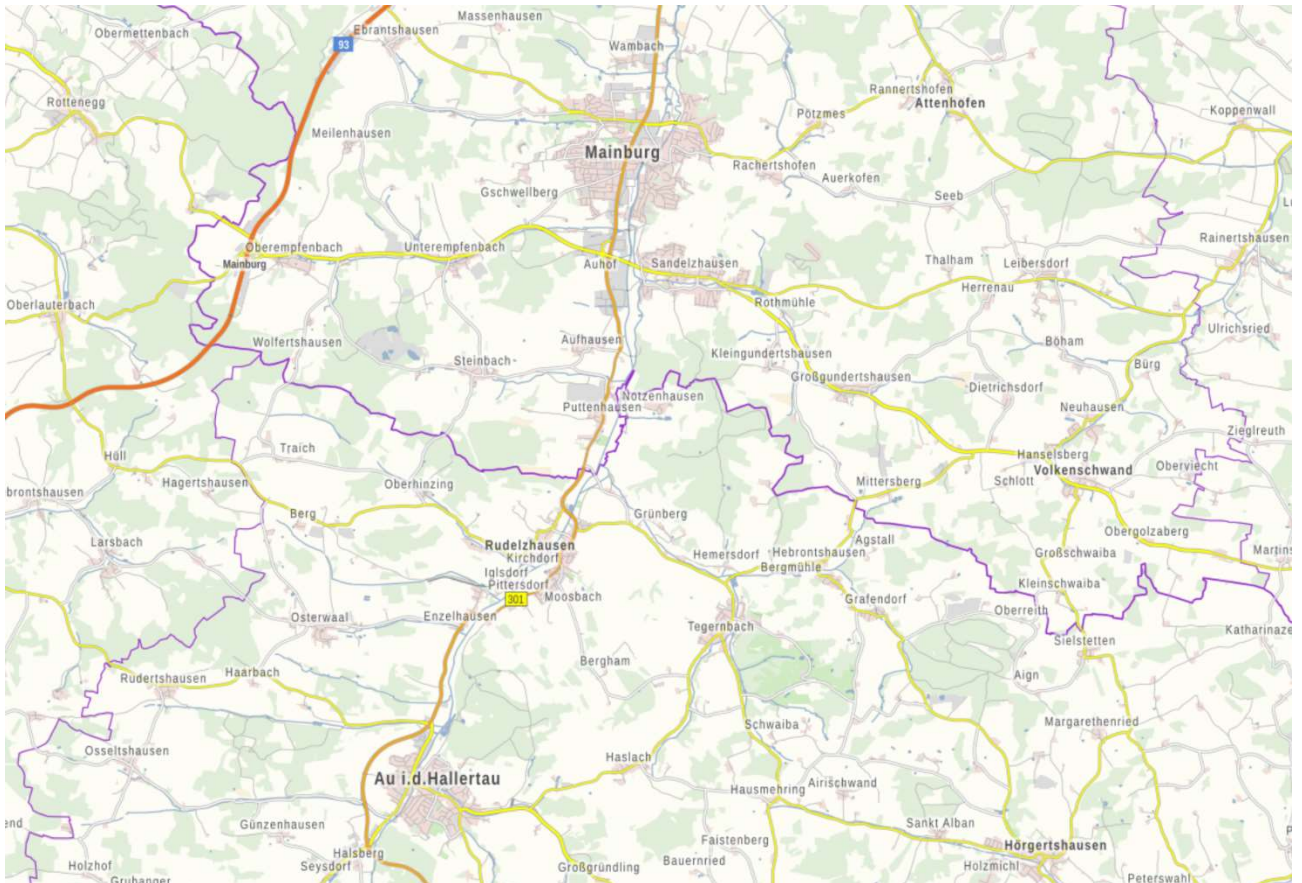 Massenhausen
Obermettenbach
Ebrantshausen
93
Wambach
Rannertshofen
Attenhofen
Rottenegg
Koppenwall
Pötzmes
Meilenhausen
Mainburg
Rachertshofen
Auerkofen
Gschwellberg
Seeb
Oberempfenbach
Unterempfenbach
Rainertshausen
Mainburg
Auhof
Sandelzhausen
Thalham
Leibersdorf
Herrenau
Oberlauterbach
Rothmühle
Ulrichsried
Wolfertshausen
Aufhausen
Böham
Kleingundertshausen
Steinbach
Bürg
Großgundertshausen
Dietrichsdorf
Notzenhausen
Puttenhausen
Neuhausen
Zieglreuth
Traich
Höll
Hanselsberg
Oberviecht
Volkenschwand
Hagertshausen
Mittersberg
Schlott
brontshausen
Oberhinzing
Grünberg
Berg
Obergolzaberg
Agstall
Larsbach
Rudelzhausen
Hebrontshausen
Hemersdorf
Großschwaiba
Martins
Kirchdorf
Bergmühle
Iglsdorf
Pittersdorf
Kleinschwaiba
301
Moosbach
Grafendorf
Oberreith
Osterwaal
Enzelhausen
Tegernbach
Katharinaze
Sielstetten
Bergham
Haarbach
Aign
Rudertshausen
Schwaiba
Margarethenried
Osseltshausen
Haslach
Au i.d.Hallertau
Airischwand
Hausmehring
Günzenhausen
Sankt Alban
end
Faistenberg
Hörgertshausen
Halsberg
Bauernried
Holzhof
Seysdorf
Großgründling
Holzmichl
Grubanger
Peterswahl